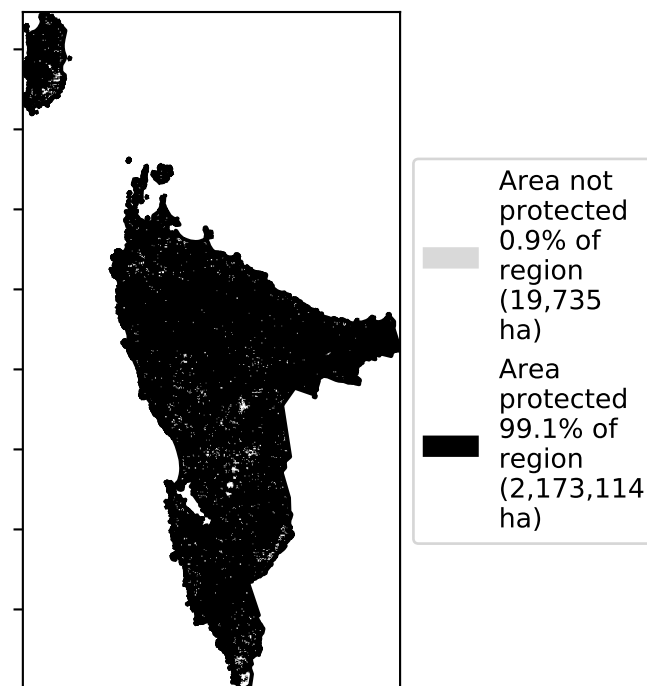 Area not
protected
0.9% of
region
(19,735
ha)
Area
protected
99.1% of
region
(2,173,114
ha)